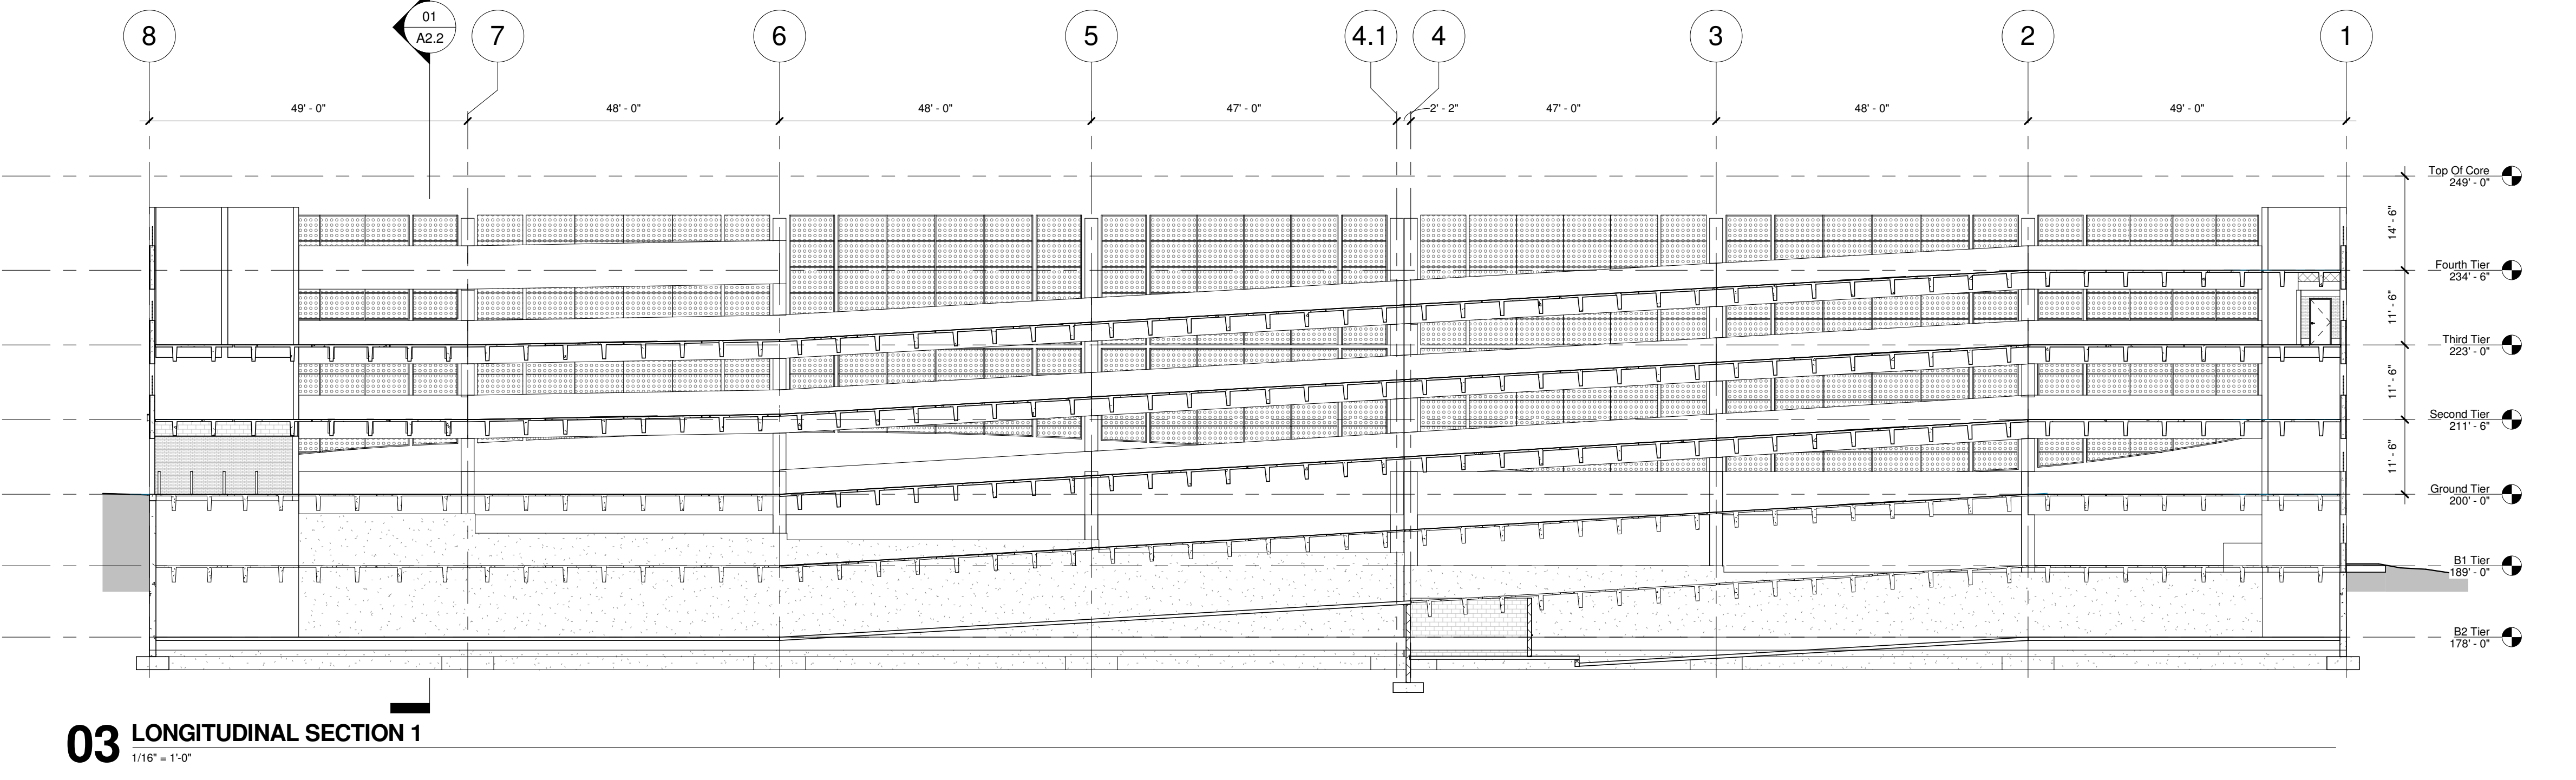 8
01
A2.2
7
6
5
4.1
4
3
2
1
49' - 0"
48' - 0"
48' - 0"
47' - 0"
2' - 2"
47' - 0"
48' - 0"
49' - 0"
Top Of Core
249' - 0"
14' - 6"
Fourth Tier
234' - 6"
11' - 6"
Third Tier
223' - 0"
11' - 6"
Second Tier
211' - 6"
11' - 6"
Ground Tier
200' - 0"
B1 Tier
189' - 0"
B2 Tier
178' - 0"
03 LONGITUDINAL SECTION 1
1/16" = 1'-0"